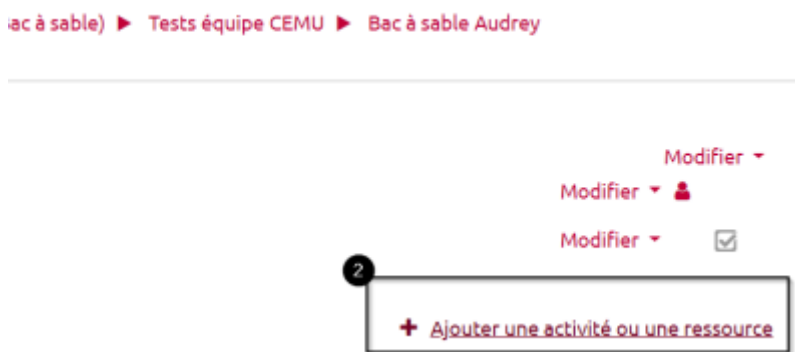 ac à sable) ▶ Tests équipe CEMU ▶ Bac à sable Audrey
Modifier
Modifier
Modifier
2
+ Ajouter une activité ou une ressource